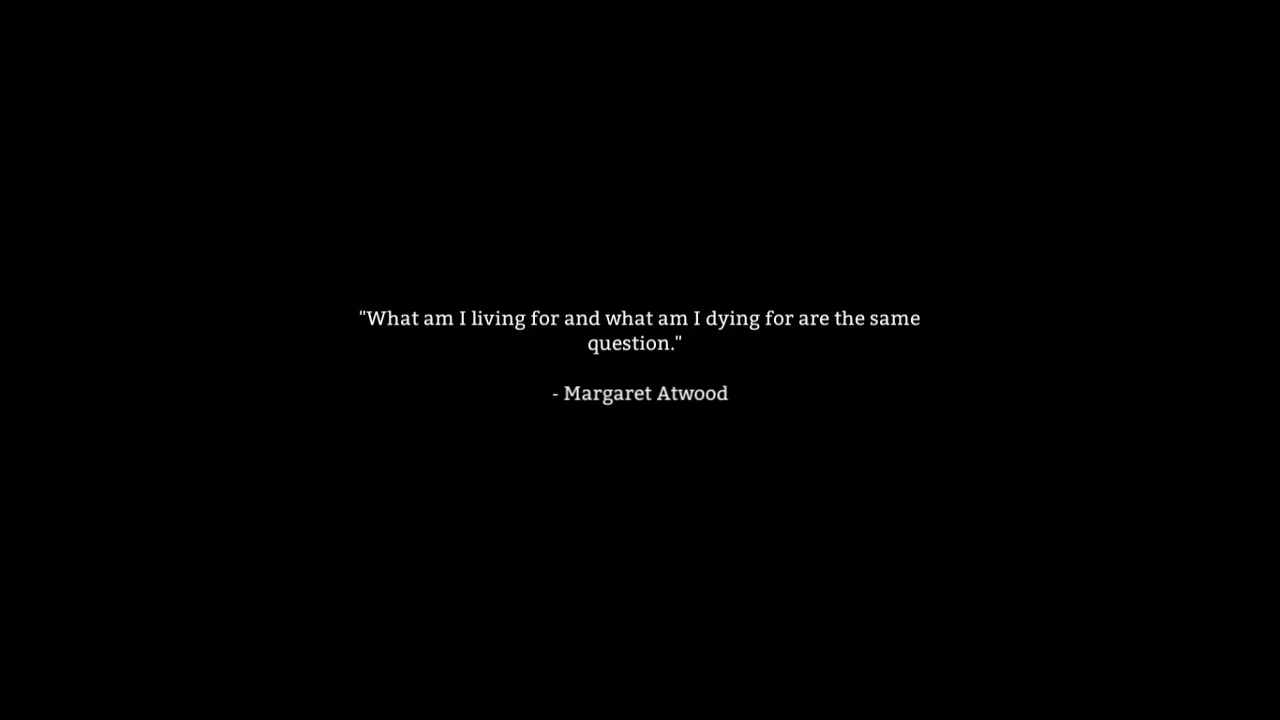 "What am I living for and what am I dying for are the same
question."
- Margaret Atwood